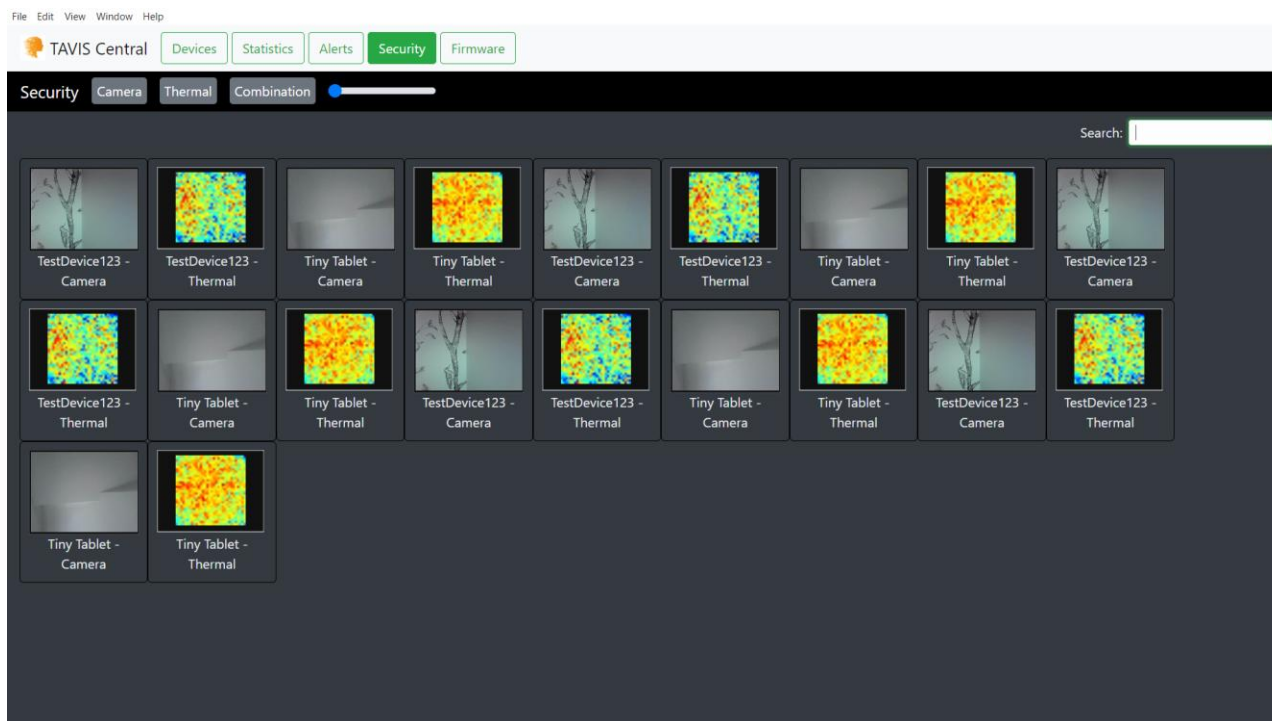 File Edit View Window Help
TAVIS Central Devices Statistics Alerts Security Firmware
Security Camera Thermal Combination
Search:
TestDevice123 - Camera
TestDevice123 - Thermal
Tiny Tablet - Camera
Tiny Tablet - Thermal
TestDevice123 - Camera
TestDevice123 - Thermal
Tiny Tablet - Camera
Tiny Tablet - Thermal
TestDevice123 - Camera
TestDevice123 - Thermal
Tiny Tablet - Camera
Tiny Tablet - Thermal
TestDevice123 - Camera
TestDevice123 - Thermal
Tiny Tablet - Camera
Tiny Tablet - Thermal
TestDevice123 - Camera
TestDevice123 - Thermal
Tiny Tablet - Camera
Tiny Tablet - Thermal